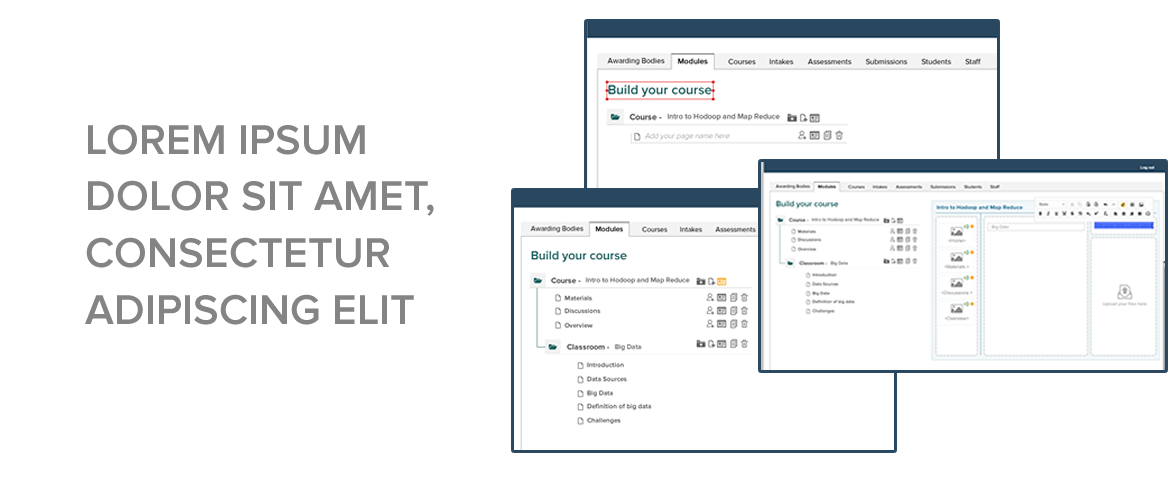 LOREM IPSUM
DOLOR SIT AMET,
CONSECTETUR
ADIPISCING ELIT
Awarding Bodies Modules Courses Intakes Assessments Submissions Students Staff
Build your course
Course - Intro to Hodoop and Map Reduce
Add your page name here
Awarding Bodies Modules Courses Intakes Assessments
Build your course
Course - Intro to Hodoop and Map Reduce
Materials
Discussions
Overview
Classroom - Big Data
Introduction
Data Sources
Big Data
Definition of big data
Challenges
Log out
Awarding Bodies Modules Courses Intakes Assessments Submissions Students Staff
Build your course
Course - Intro to Hodoop and Map Reduce
Materials
Discussions
Overview
Classroom - Big Data
Introduction
Data Sources
Big Data
Definition of big data
Challenges
Intro to Hodoop and Map Reduce
Big Data
<Home>
<Materials >
<Discussions >
<Overview>
Upload your files here